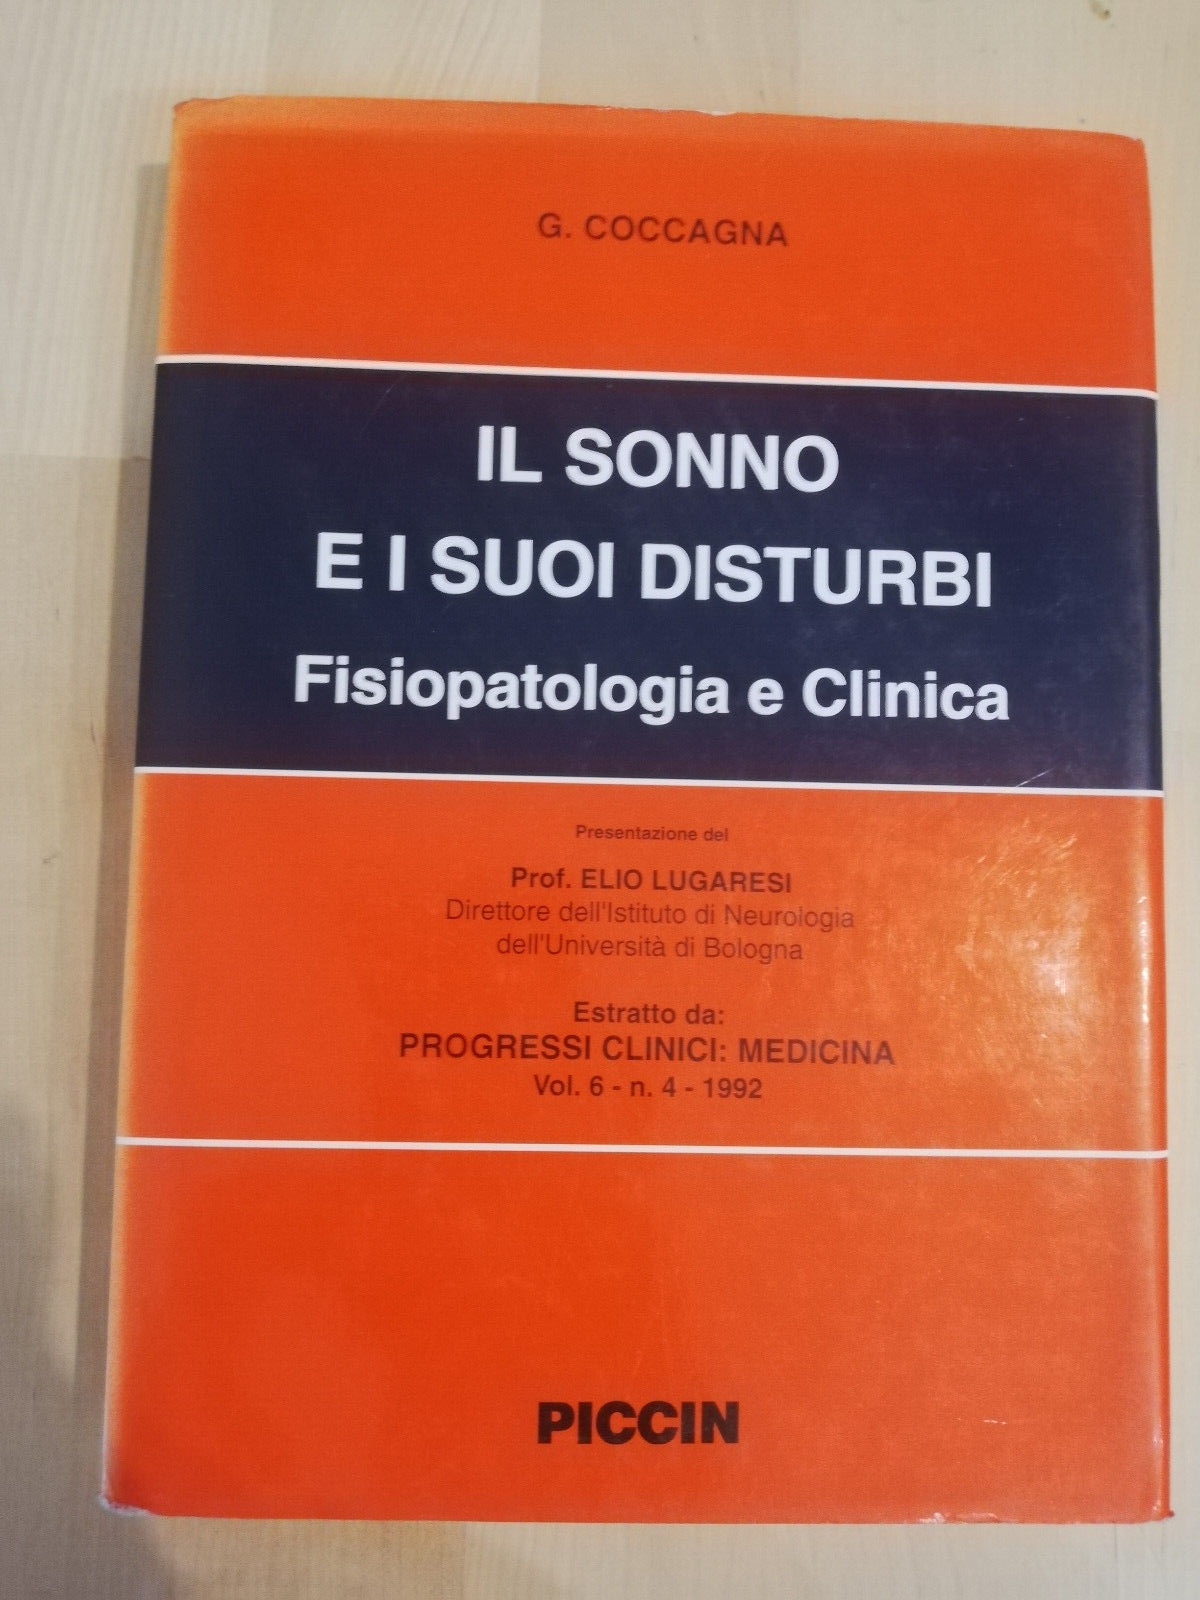 G. COCCAGNA
IL SONNO
E I SUOI DISTURBI
Fisiopatologia e Clinica
Presentazione del
Prof. ELIO LUGARESI
Direttore dell'Istituto di Neurologia
dell'Università di Bologna
Estratto da:
PROGRESSI CLINICI: MEDICINA
Vol. 6 - n. 4 - 1992
PICCIN